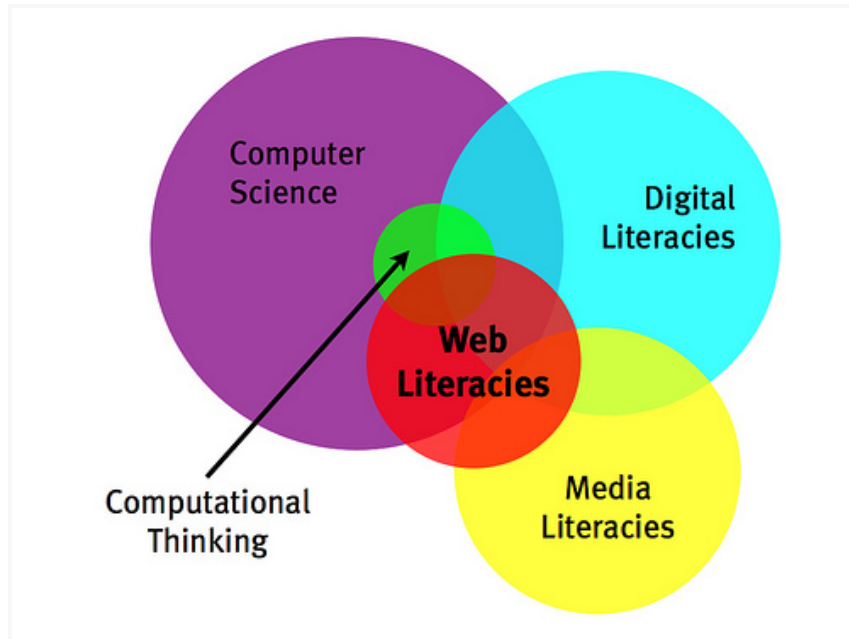 Computer
Science
Digital
Literacies
Web
Literacies
Computational
Thinking
Media
Literacies